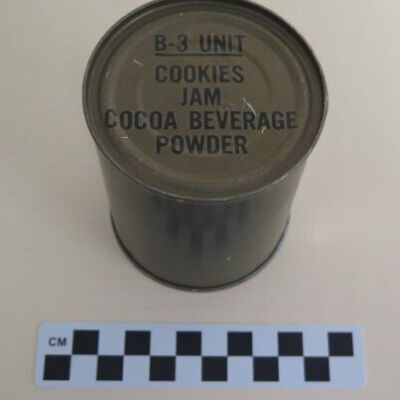 B-3 UNIT
COOKIES
JAM
COCOA BEVERAGE
POWDER
CM